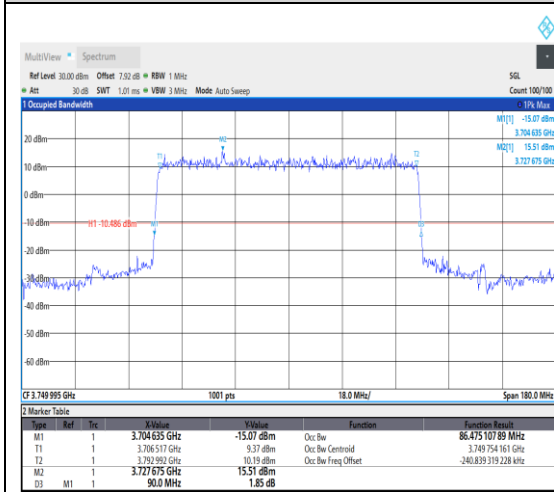 MultiView Spectrum
Ref Level 30.00 dBm Offset 7.92 dB RBW 1 MHz SGL
Att 30 dB SWT 1.01 ms VBW 3 MHz Mode Auto Sweep Count 100/100
1 Occupied Bandwidth 1Pk Max
M1[1] -15.07 dBm
3.704 635 GHz
M2[1] 15.51 dBm
3.727 675 GHz
20 dBm
M2
T1
T2
10 dBm
0 dBm
-10 dBm
H1 -10.486 dBm
M1
-20 dBm
-30 dBm
-40 dBm
-50 dBm
-60 dBm
CF 3.749 995 GHz 1001 pts 18.0 MHz/ Span 180.0 MHz
2 Marker Table
Type Ref Trc X-Value Y-Value Function Function Result
M1 1 3.704 635 GHz -15.07 dBm Occ Bw 86.475 107 89 MHz
T1 1 3.706 517 GHz 9.37 dBm Occ Bw Centroid 3.749 754 161 GHz
T2 1 3.792 992 GHz 10.19 dBm Occ Bw Freq Offset -240.839 319 228 kHz
M2 1 3.727 675 GHz 15.51 dBm
D3 M1 1 90.0 MHz 1.85 dB